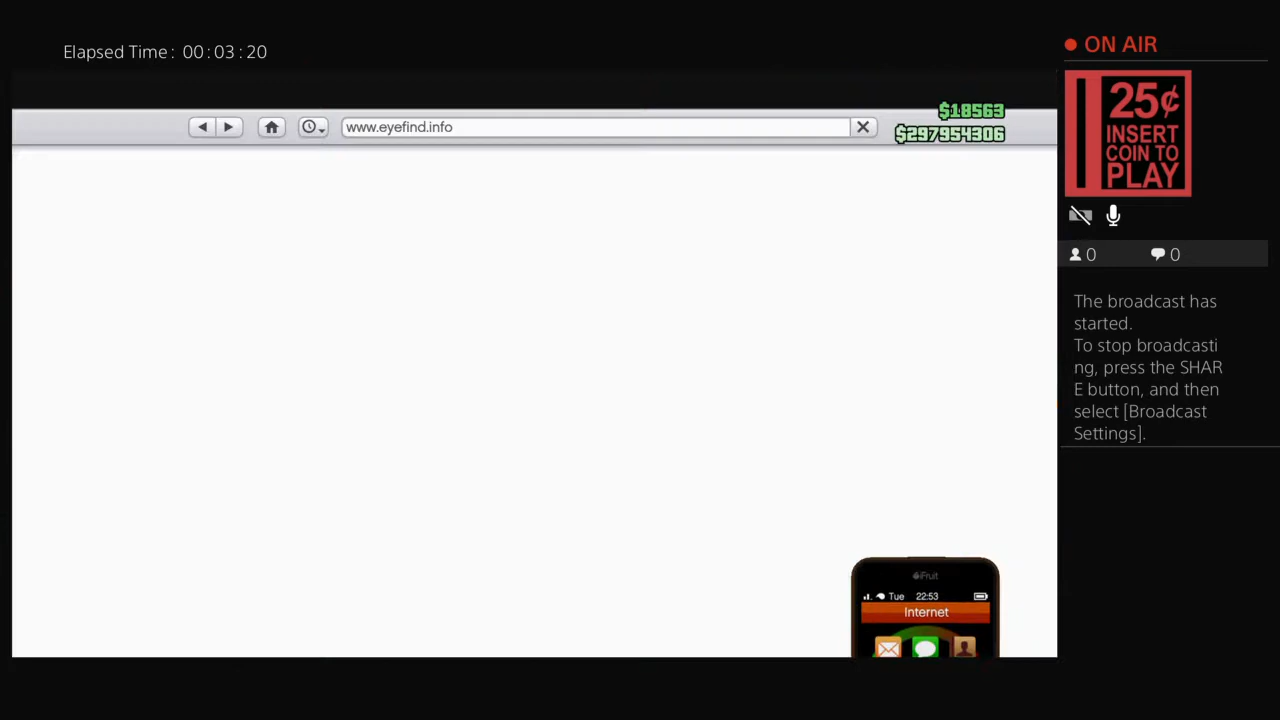 Elapsed Time: 00:03:20
ON AIR
25¢
INSERT
COIN TO
PLAY
www.eyefind.info
$18563
$297954306
0 0
The broadcast has
started.
To stop broadcasti
ng, press the SHAR
E button, and then
select [Broadcast
Settings].
iFruit
Tue 22:53
Internet